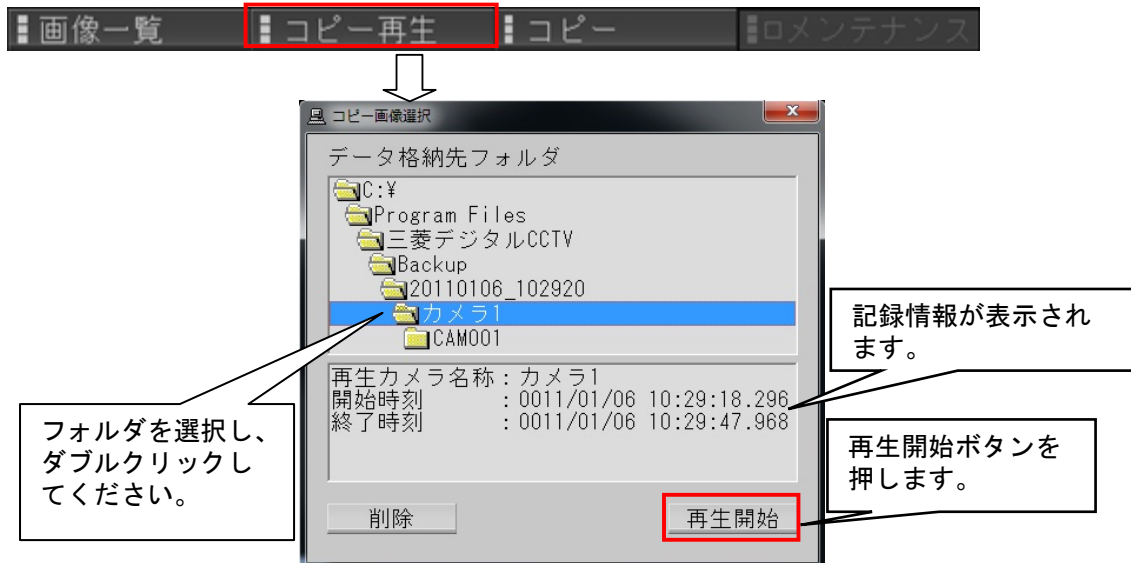 画像一覧 コピー再生 コピー ロメンテナンス
コピー画像選択
データ格納先フォルダ
C:¥
Program Files
三菱デジタルCCTV
Backup
20110106_102920
カメラ1
CAM001
再生カメラ名称：カメラ1
開始時刻 ：0011/01/06 10:29:18.296
終了時刻 ：0011/01/06 10:29:47.968
削除 再生開始
フォルダを選択し、
ダブルクリックし
てください。
記録情報が表示され
ます。
再生開始ボタンを
押します。